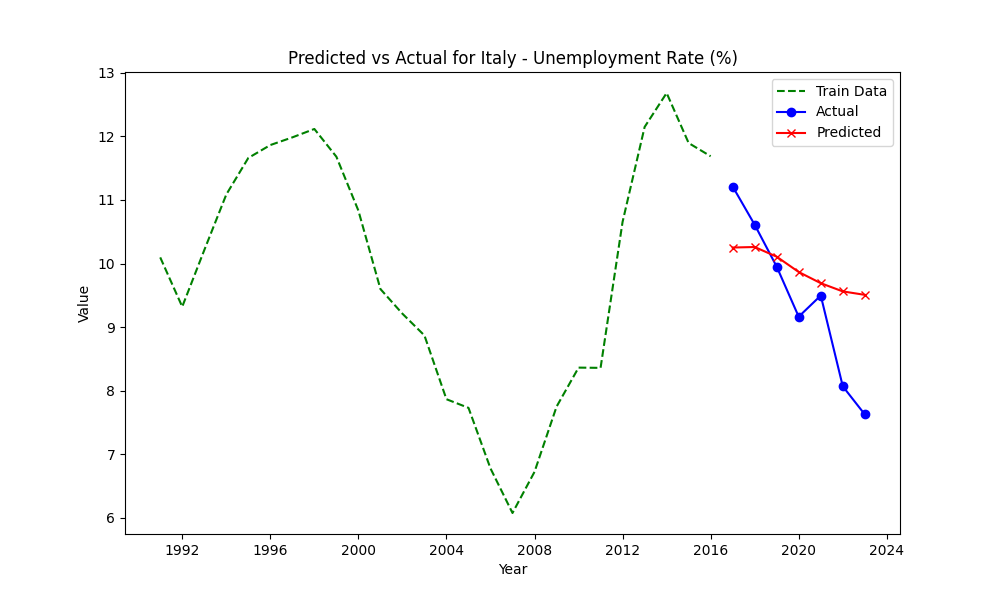 Predicted vs Actual for Italy - Unemployment Rate (%)
Train Data
Actual
Predicted
Value
13
12
11
10
9
8
7
6
1992 1996 2000 2004 2008 2012 2016 2020 2024
Year